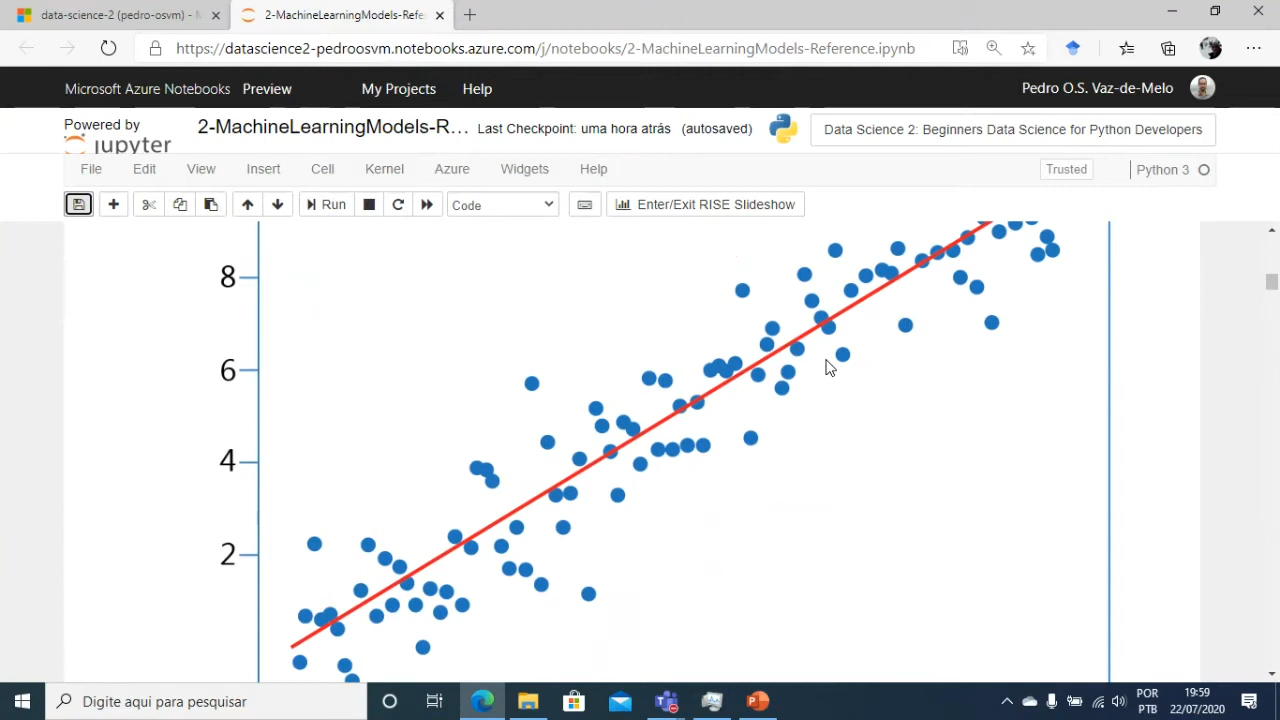 data-science-2 (pedro-osvm) -
2-MachineLearningModels-Refe
https://datascience2-pedroosvm.notebooks.azure.com/j/notebooks/2-MachineLearningModels-Reference.ipynb
Microsoft Azure Notebooks Preview My Projects Help Pedro O.S. Vaz-de-Melo
Powered by
jupyter
2-MachineLearningModels-R... Last Checkpoint: uma hora atrás (autosaved)
Data Science 2: Beginners Data Science for Python Developers
File Edit View Insert Cell Kernel Azure Widgets Help Trusted Python 3
Run Code Enter/Exit RISE Slideshow
8
6
4
2
Digite aqui para pesquisar
POR 19:59
PTB 22/07/2020